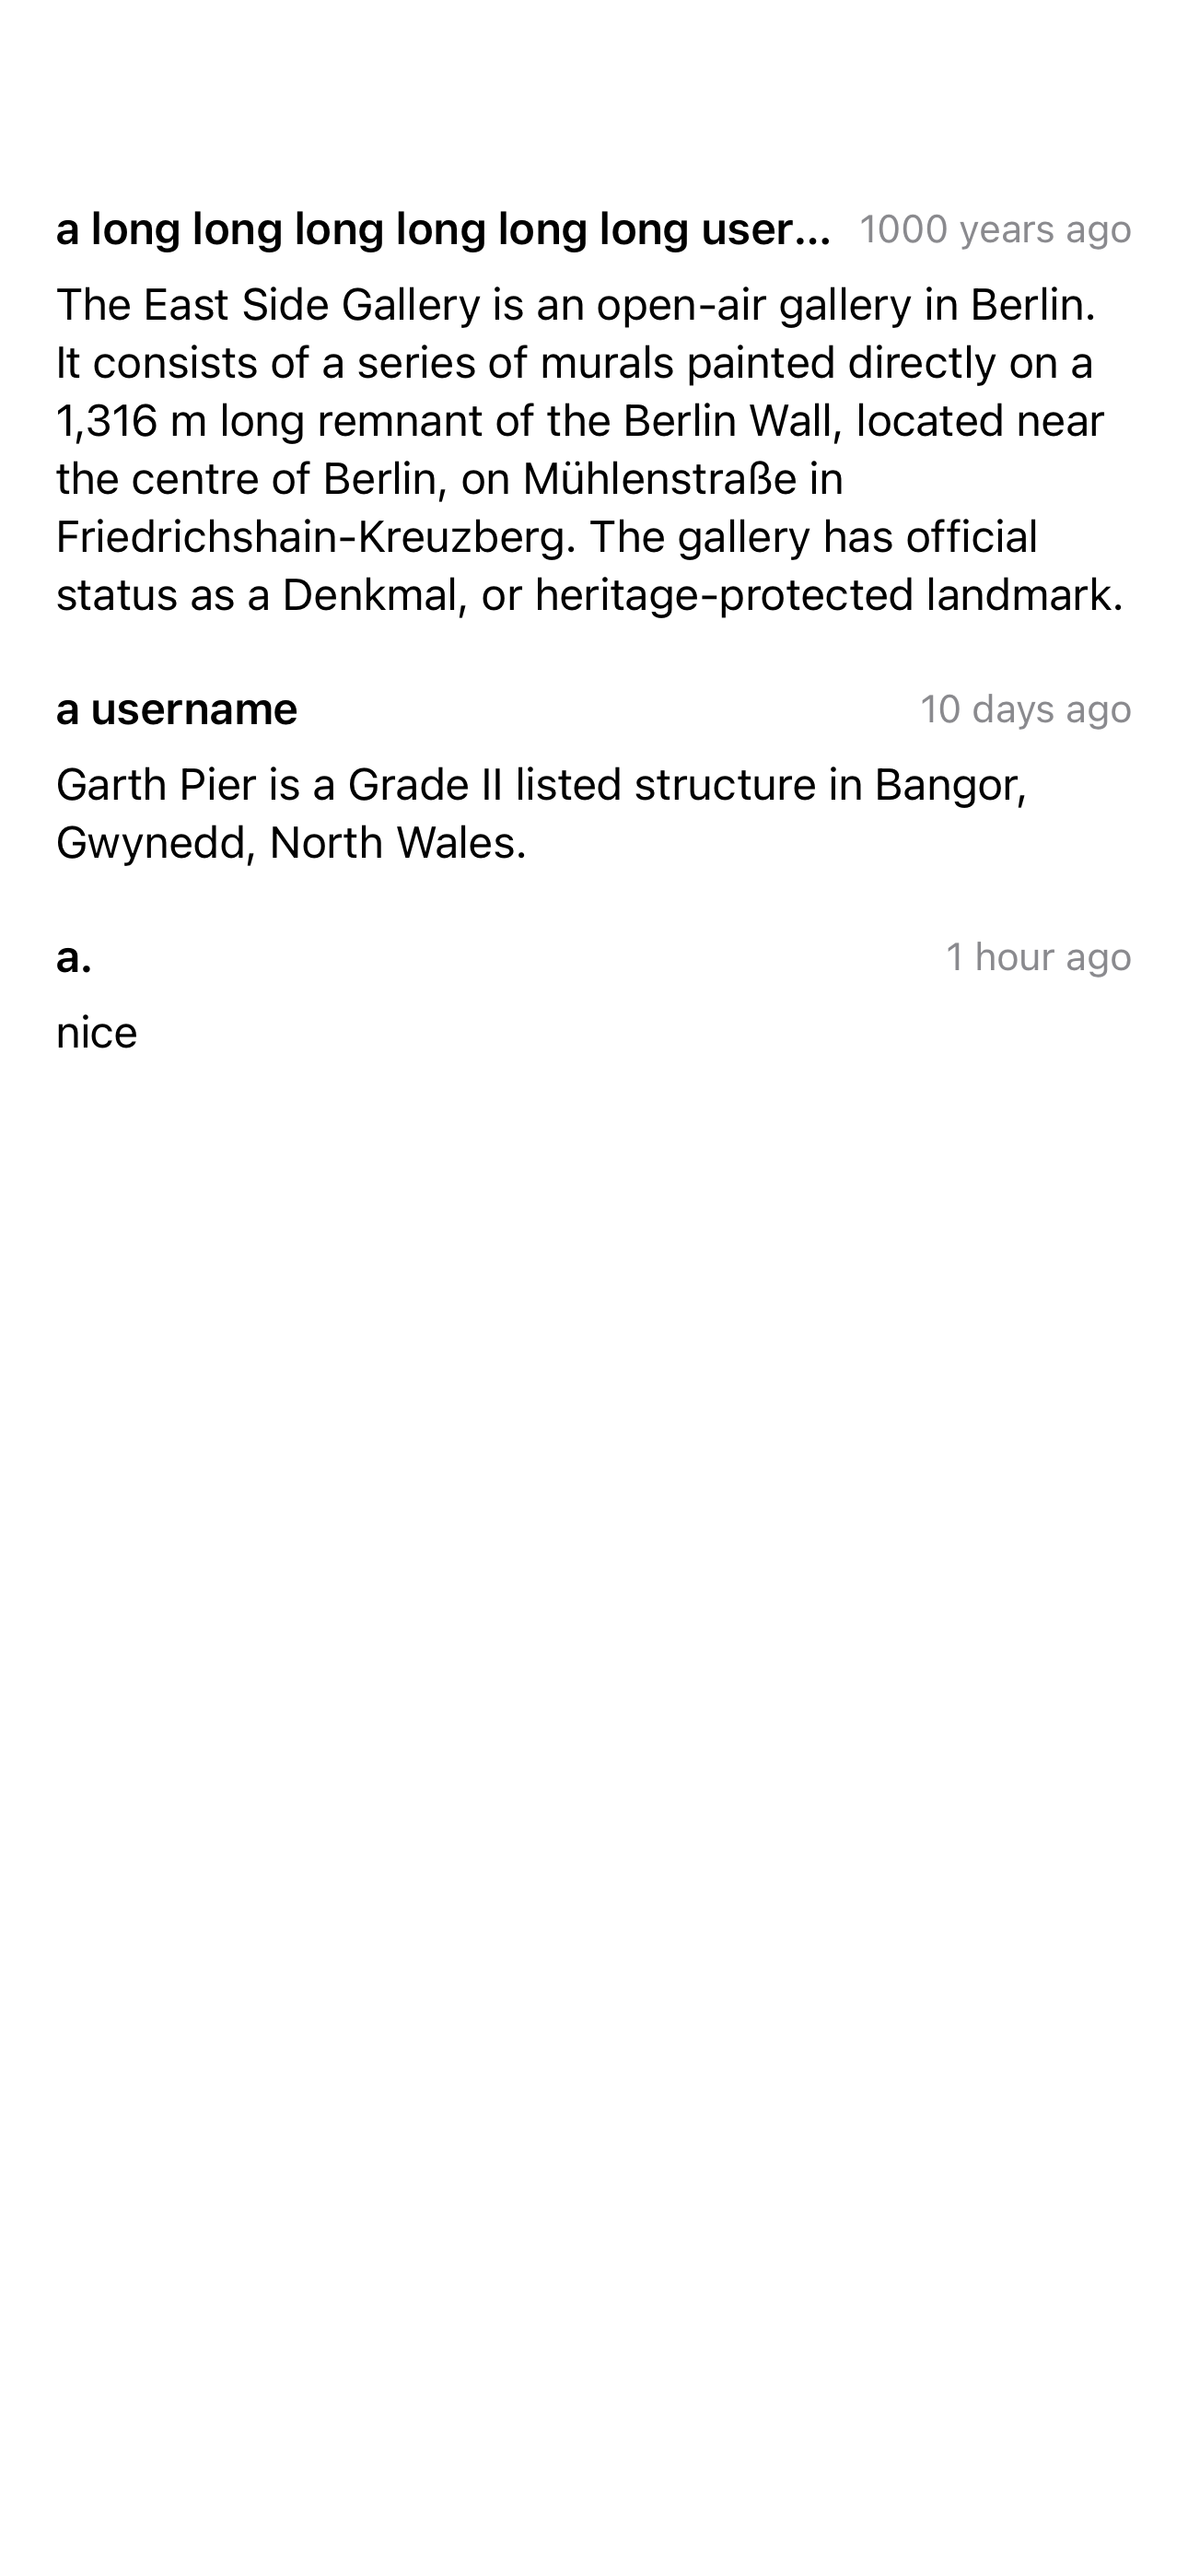 a long long long long long long user... 1000 years ago
The East Side Gallery is an open-air gallery in Berlin.
It consists of a series of murals painted directly on a
1,316 m long remnant of the Berlin Wall, located near
the centre of Berlin, on Mühlenstraße in
Friedrichshain-Kreuzberg. The gallery has official
status as a Denkmal, or heritage-protected landmark.
a username 10 days ago
Garth Pier is a Grade II listed structure in Bangor,
Gwynedd, North Wales.
a. 1 hour ago
nice